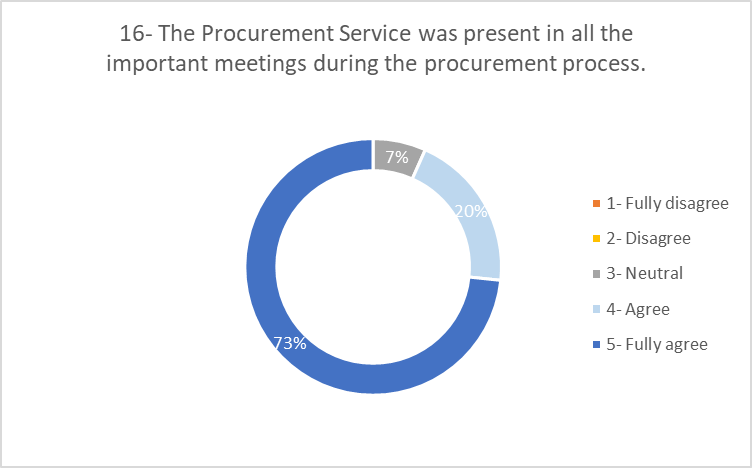 16- The Procurement Service was present in all the
important meetings during the procurement process.
7%
20%
73%
1- Fully disagree
2- Disagree
3- Neutral
4- Agree
5- Fully agree